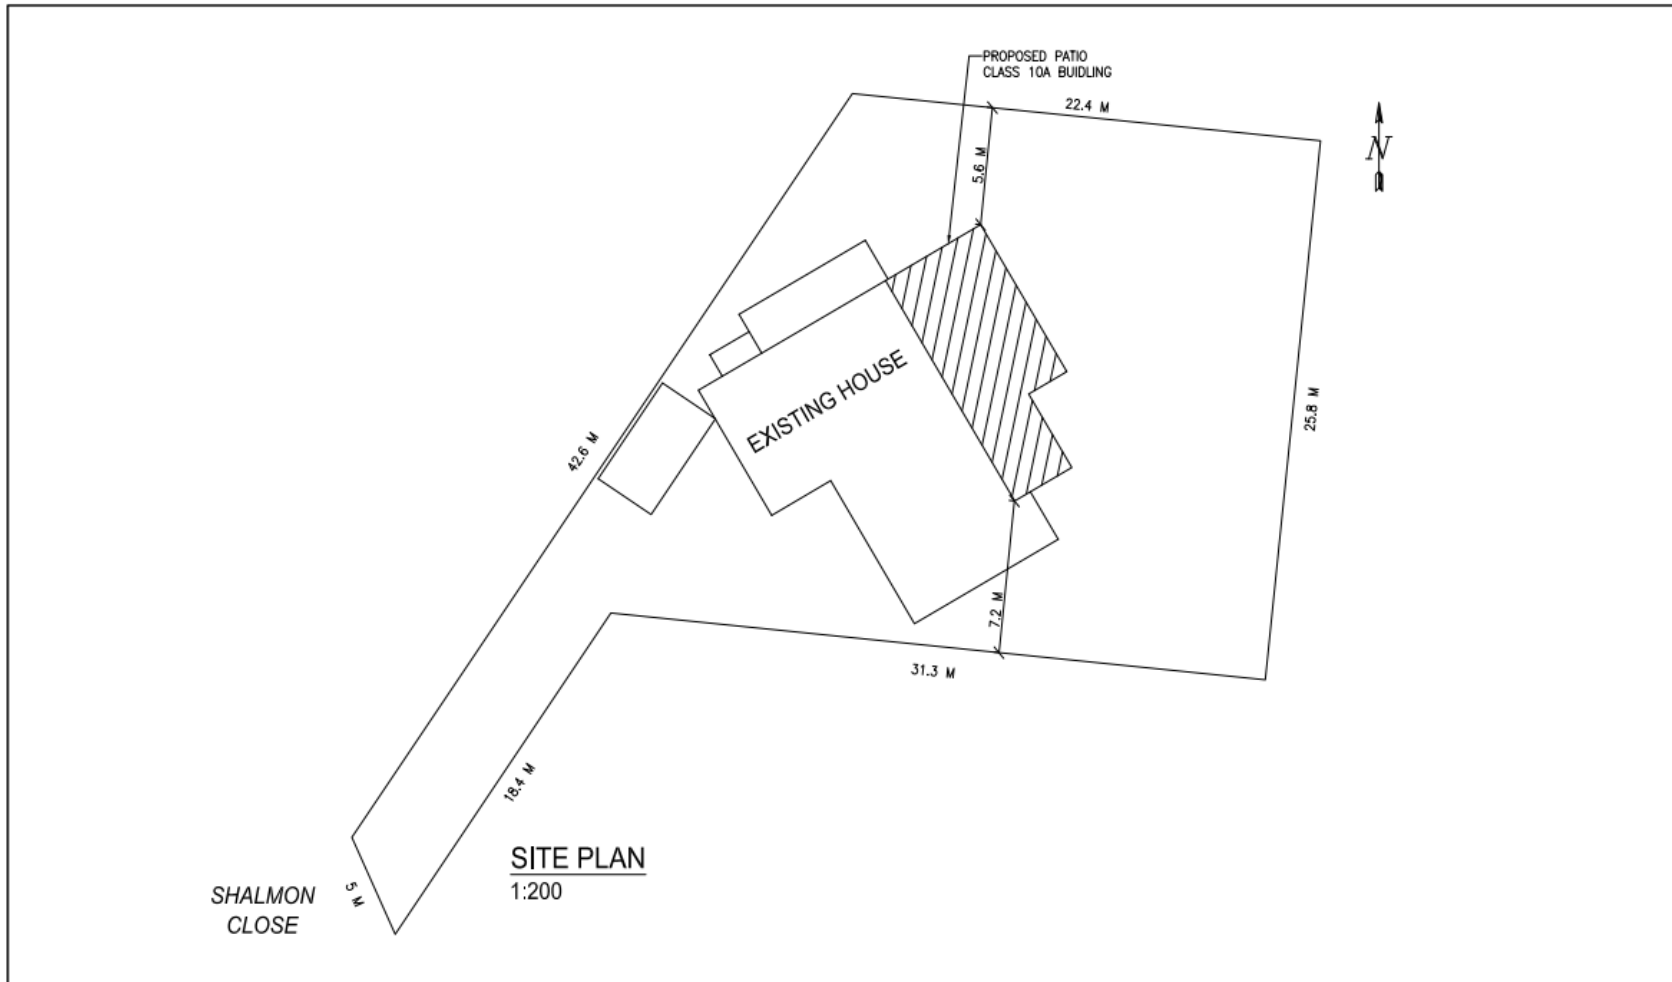 PROPOSED PATIO
CLASS 10A BUIDLING
22.4 M
N
5.6 M
EXISTING HOUSE
25.8 M
42.6 M
7.2 M
31.3 M
18.4 M
SITE PLAN
1:200
5 M
SHALMON
CLOSE